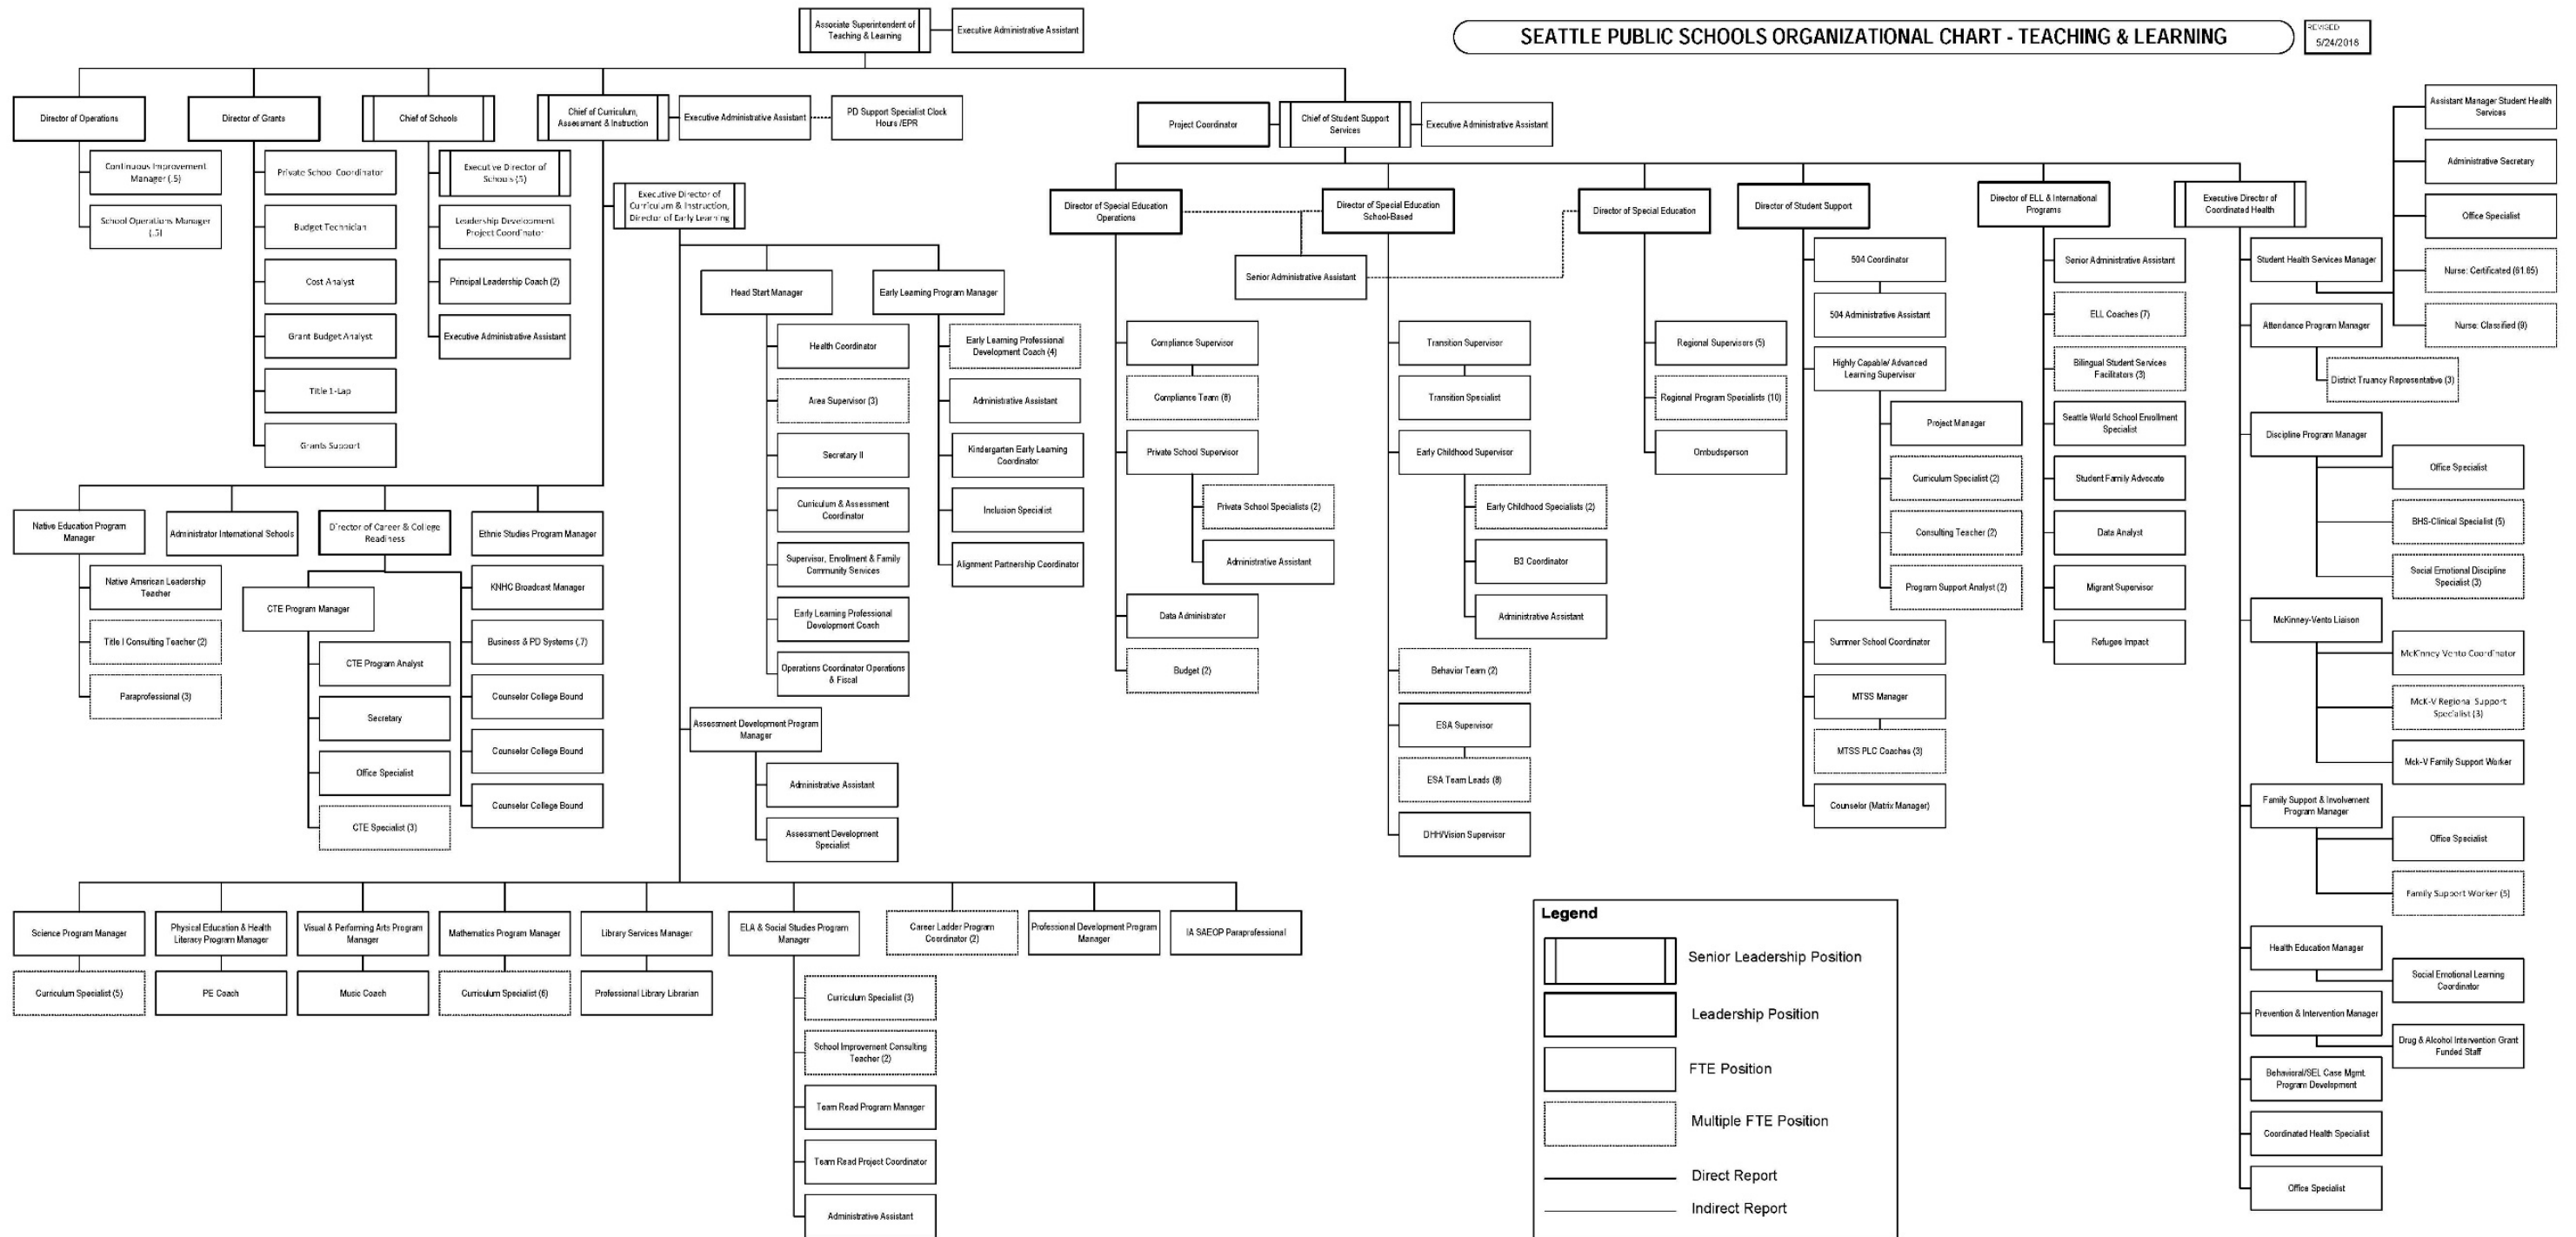 Associate Superintendent of
Teaching & Learning
Executive Administrative Assistant
SEATTLE PUBLIC SCHOOLS ORGANIZATIONAL CHART - TEACHING & LEARNING
REVISED
5/24/2018
Director of Operations
Director of Grants
Chief of Schools
Chief of Curriculum,
Assessment & Instruction
Executive Administrative Assistant
PD Support Specialist Clock
Hours /EPR
Project Coordinator
Chief of Student Support
Services
Executive Administrative Assistant
Continuous Improvement
Manager (.5)
School Operations Manager
(.5)
Private School Coordinator
Budget Technician
Cost Analyst
Grant Budget Analyst
Title 1-Lap
Grants Support
Executive Director of
Schools (5)
Leadership Development
Project Coordinator
Principal Leadership Coach (2)
Executive Administrative Assistant
Executive Director of
Curriculum & Instruction,
Director of Early Learning
Head Start Manager
Early Learning Program Manager
Health Coordinator
Area Supervisor (3)
Secretary II
Curriculum & Assessment
Coordinator
Supervisor, Enrollment & Family
Community Services
Early Learning Professional
Development Coach
Operations Coordinator Operations
& Fiscal
Early Learning Professional
Development Coach (4)
Administrative Assistant
Kindergarten Early Learning
Coordinator
Inclusion Specialist
Alignment Partnership Coordinator
Native Education Program
Manager
Administrator International Schools
Director of Career & College
Readiness
Ethnic Studies Program Manager
Native American Leadership
Teacher
Title I Consulting Teacher (2)
Paraprofessional (3)
CTE Program Manager
CTE Program Analyst
Secretary
Office Specialist
CTE Specialist (3)
KNHC Broadcast Manager
Business & PD Systems (.7)
Counselor College Bound
Counselor College Bound
Counselor College Bound
Assessment Development Program
Manager
Administrative Assistant
Assessment Development
Specialist
Science Program Manager
Physical Education & Health
Literacy Program Manager
Visual & Performing Arts Program
Manager
Mathematics Program Manager
Library Services Manager
ELA & Social Studies Program
Manager
Career Ladder Program
Coordinator (2)
Professional Development Program
Manager
IA SAEOP Paraprofessional
Curriculum Specialist (5)
PE Coach
Music Coach
Curriculum Specialist (6)
Professional Library Librarian
Curriculum Specialist (3)
School Improvement Consulting
Teacher (2)
Team Read Program Manager
Team Read Project Coordinator
Administrative Assistant
Director of Special Education
Operations
Director of Special Education
School-Based
Director of Special Education
Director of Student Support
Director of ELL & International
Programs
Executive Director of
Coordinated Health
Senior Administrative Assistant
Compliance Supervisor
Compliance Team (8)
Private School Supervisor
Private School Specialists (2)
Administrative Assistant
Data Administrator
Budget (2)
Transition Supervisor
Transition Specialist
Early Childhood Supervisor
Early Childhood Specialists (2)
B3 Coordinator
Administrative Assistant
Behavior Team (2)
ESA Supervisor
ESA Team Leads (8)
DHH/Vision Supervisor
Regional Supervisors (5)
Regional Program Specialists (10)
Ombudsperson
504 Coordinator
504 Administrative Assistant
Highly Capable/ Advanced
Learning Supervisor
Project Manager
Curriculum Specialist (2)
Consulting Teacher (2)
Program Support Analyst (2)
Summer School Coordinator
MTSS Manager
MTSS PLC Coaches (3)
Counselor (Matrix Manager)
Senior Administrative Assistant
ELL Coaches (7)
Bilingual Student Services
Facilitators (3)
Seattle World School Enrollment
Specialist
Student Family Advocate
Data Analyst
Migrant Supervisor
Refugee Impact
Student Health Services Manager
Assistant Manager Student Health
Services
Administrative Secretary
Office Specialist
Nurse: Certificated (61.65)
Nurse: Classified (9)
Attendance Program Manager
District Truancy Representative (3)
Discipline Program Manager
Office Specialist
BHS-Clinical Specialist (5)
Social Emotional Discipline
Specialist (3)
McKinney-Vento Liaison
McKinney Vento Coordinator
McK-V Regional Support
Specialist (3)
Mck-V Family Support Worker
Family Support & Involvement
Program Manager
Office Specialist
Family Support Worker (5)
Health Education Manager
Social Emotional Learning
Coordinator
Prevention & Intervention Manager
Drug & Alcohol Intervention Grant
Funded Staff
Behavioral/SEL Case Mgmt.
Program Development
Coordinated Health Specialist
Office Specialist
Legend
Senior Leadership Position
Leadership Position
FTE Position
Multiple FTE Position
Direct Report
Indirect Report